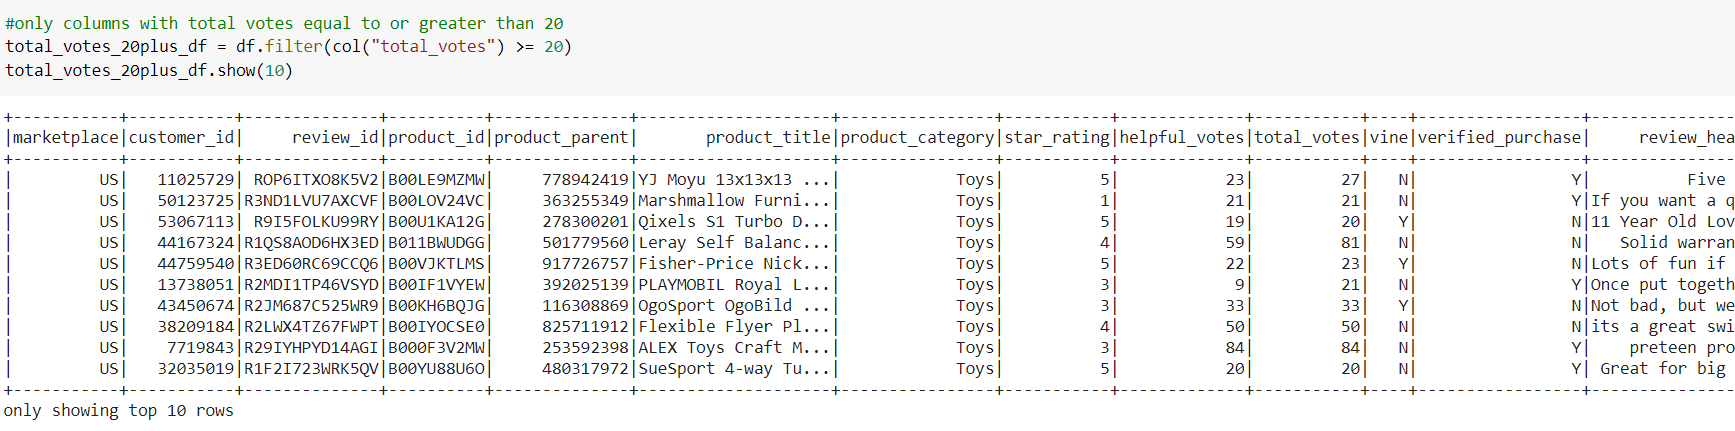 #only columns with total votes equal to or greater than 20
total_votes_20plus_df = df.filter(col("total_votes") >= 20)
total_votes_20plus_df.show(10)
+-----------+-----------+--------------+----------+--------------+--------------------+----------------+-----------+-------------+-----------+----+-----------------+---------------
|marketplace|customer_id|     review_id|product_id|product_parent|       product_title|product_category|star_rating|helpful_votes|total_votes|vine|verified_purchase|     review_hea
+-----------+-----------+--------------+----------+--------------+--------------------+----------------+-----------+-------------+-----------+----+-----------------+---------------
|         US|   11025729| ROP6ITXO8K5V2|B00LE9MZMW|     778942419|YJ Moyu 13x13x13 ...|            Toys|          5|           23|         27|   N|                Y|          Five
|         US|   50123725|R3ND1LVU7AXCVF|B00LOV24VC|     363255349|Marshmallow Furni...|            Toys|          1|           21|         21|   N|                Y|If you want a q
|         US|   53067113| R9I5FOLKU99RY|B00U1KA12G|     278300201|Qixels S1 Turbo D...|            Toys|          5|           19|         20|   Y|                N|11 Year Old Lov
|         US|   44167324|R1QS8AOD6HX3ED|B011BWUDGG|     501779560|Leray Self Balanc...|            Toys|          4|           59|         81|   N|                N|   Solid warran
|         US|   44759540|R3ED60RC69CCQ6|B00VJKTLMS|     917726757|Fisher-Price Nick...|            Toys|          5|           22|         23|   Y|                N|Lots of fun if
|         US|   13738051|R2MDI1TP46VSYD|B00IF1VYEW|     392025139|PLAYMOBIL Royal L...|            Toys|          3|            9|         21|   N|                Y|Once put togeth
|         US|   43450674|R2JM687C525WR9|B00KH6BQJG|     116308869|OgoSport OgoBild ...|            Toys|          3|           33|         33|   Y|                N|Not bad, but we
|         US|   38209184|R2LWX4TZ67FWPT|B00IYOCSE0|     825711912|Flexible Flyer Pl...|            Toys|          4|           50|         50|   N|                N|its a great swi
|         US|    7719843|R29IYHPYD14AGI|B000F3V2MW|     253592398|ALEX Toys Craft M...|            Toys|          3|           84|         84|   N|                Y|    preteen pro
|         US|   32035019|R1F2I723WRK5QV|B00YU88U6O|     480317972|SueSport 4-way Tu...|            Toys|          5|           20|         20|   N|                Y| Great for big
+-----------+-----------+--------------+----------+--------------+--------------------+----------------+-----------+-------------+-----------+----+-----------------+---------------
only showing top 10 rows